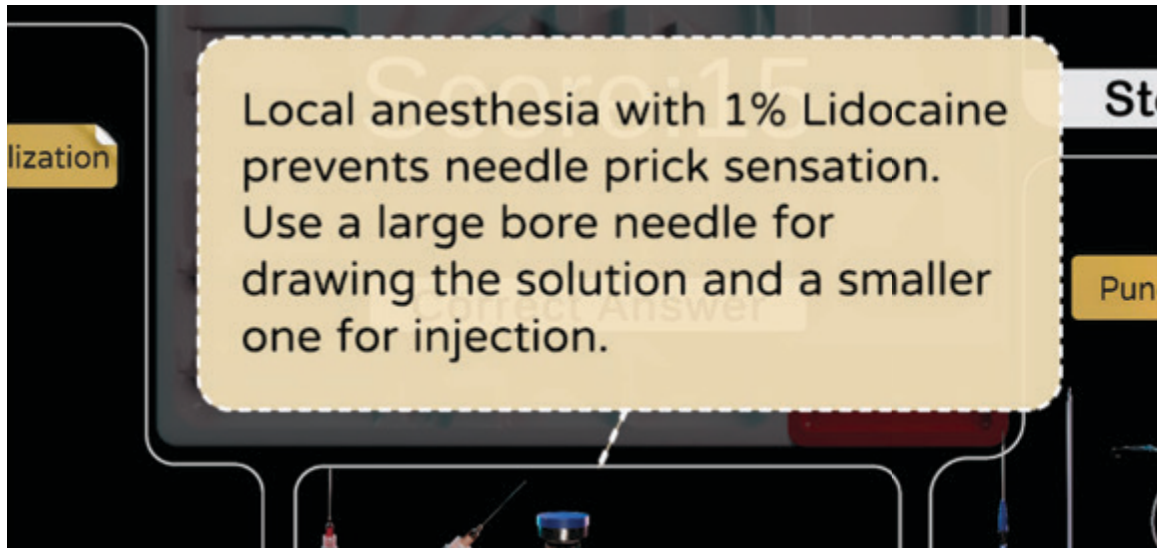 Score:15
Local anesthesia with 1% Lidocaine
prevents needle prick sensation.
Use a large bore needle for
drawing the solution and a smaller
one for injection.
Correct Answer
lization
St
Pun